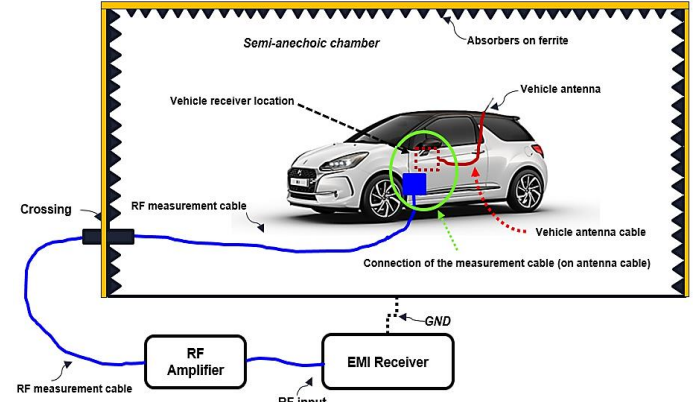 Semi-anechoic chamber
Absorbers on ferrite
Vehicle antenna
Vehicle receiver location
Crossing
RF measurement cable
Vehicle antenna cable
Connection of the measurement cable (on antenna cable)
GND
RF
Amplifier
EMI Receiver
RF measurement cable
RF input